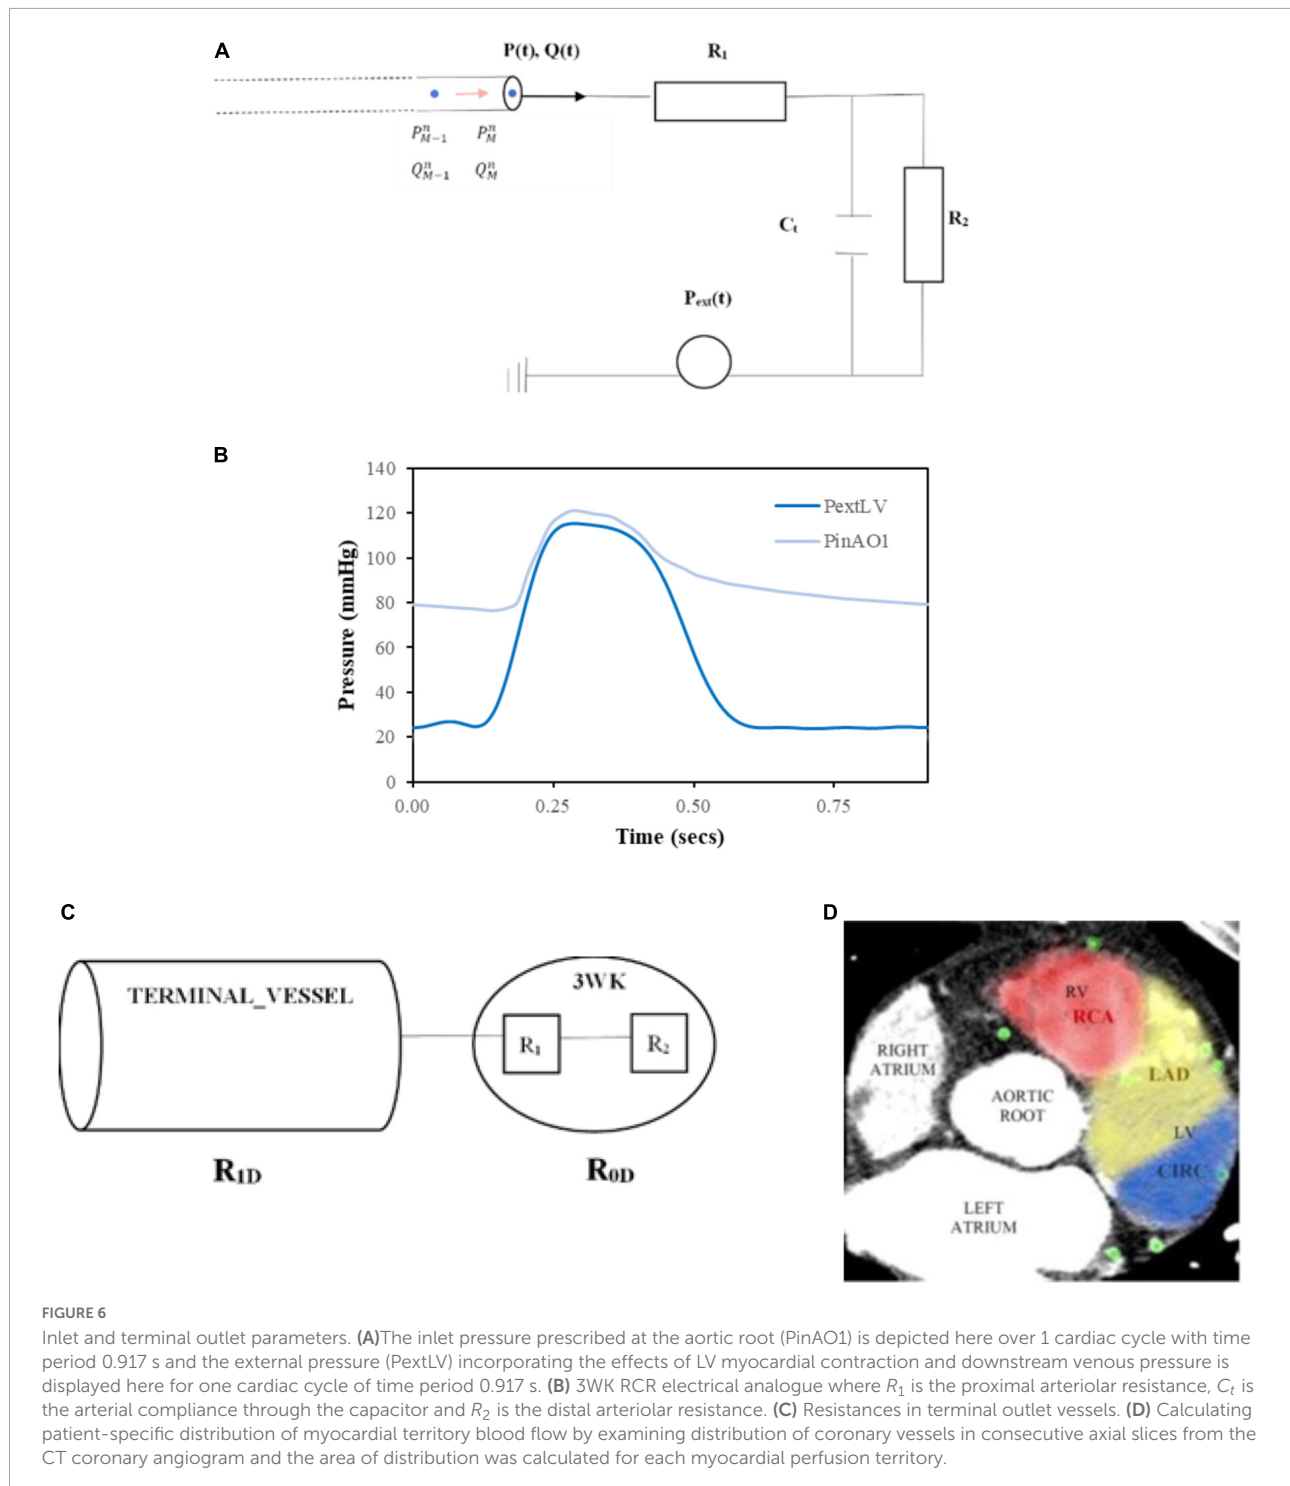 A
P(t), Q(t)
R₁
Pⁿ_M−1 Pⁿ_M
Qⁿ_M−1 Qⁿ_M
Cₜ
R₂
P_ext(t)
B
Pressure (mmHg)
140
120
100
80
60
40
20
0
PextLV
PinAO1
0.00 0.25 0.50 0.75
Time (secs)
C
TERMINAL_VESSEL
3WK
R₁ R₂
R₁D
R₀D
D
RV
RCA
RIGHT
ATRIUM
LAD
AORTIC
ROOT
LV
CIRC
LEFT
ATRIUM
FIGURE 6
Inlet and terminal outlet parameters. (A)The inlet pressure prescribed at the aortic root (PinAO1) is depicted here over 1 cardiac cycle with time
period 0.917 s and the external pressure (PextLV) incorporating the effects of LV myocardial contraction and downstream venous pressure is
displayed here for one cardiac cycle of time period 0.917 s. (B) 3WK RCR electrical analogue where R₁ is the proximal arteriolar resistance, Cₜ is
the arterial compliance through the capacitor and R₂ is the distal arteriolar resistance. (C) Resistances in terminal outlet vessels. (D) Calculating
patient-specific distribution of myocardial territory blood flow by examining distribution of coronary vessels in consecutive axial slices from the
CT coronary angiogram and the area of distribution was calculated for each myocardial perfusion territory.